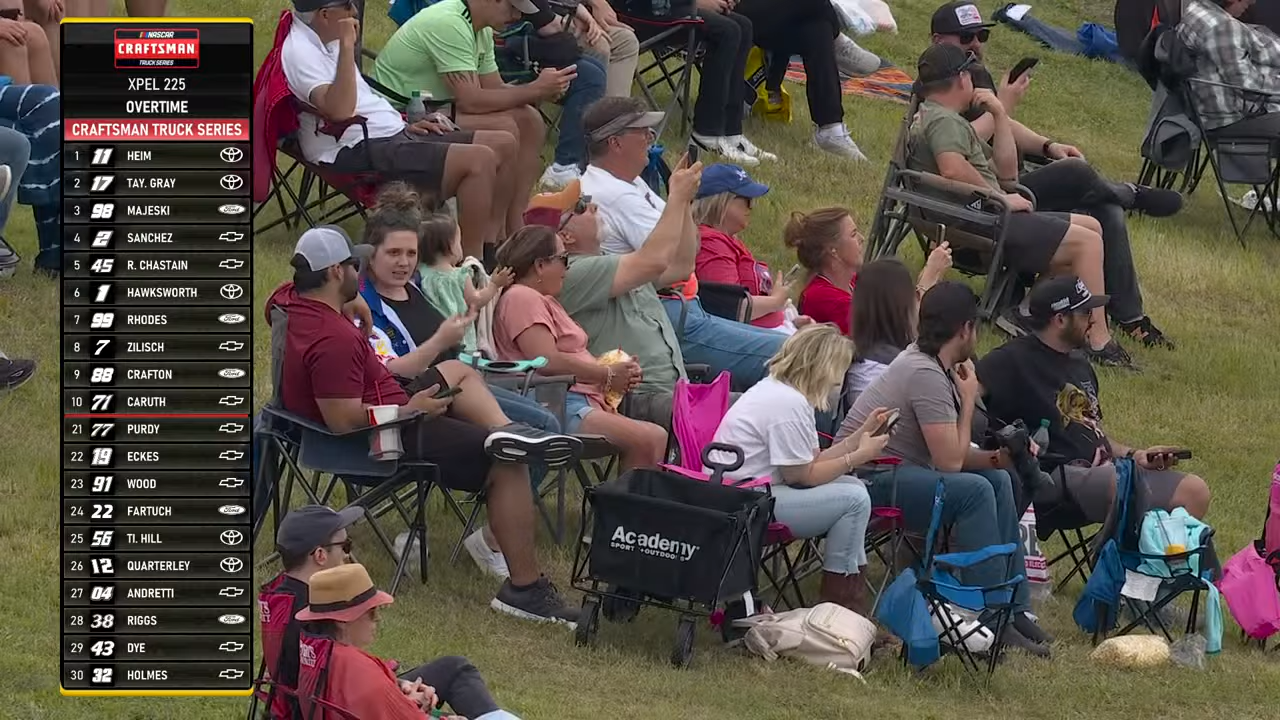 NASCAR
CRAFTSMAN
TRUCK SERIES
XPEL 225
OVERTIME
CRAFTSMAN TRUCK SERIES
1 11 HEIM
2 17 TAY. GRAY
3 98 MAJESKI
4 2 SANCHEZ
5 45 R. CHASTAIN
6 1 HAWKSWORTH
7 99 RHODES
8 7 ZILISCH
9 88 CRAFTON
10 71 CARUTH
21 77 PURDY
22 19 ECKES
23 91 WOOD
24 22 FARTUCH
25 56 TI. HILL
26 12 QUARTERLEY
27 04 ANDRETTI
28 38 RIGGS
29 43 DYE
30 32 HOLMES
Academy
SPORTS+OUTDOORS